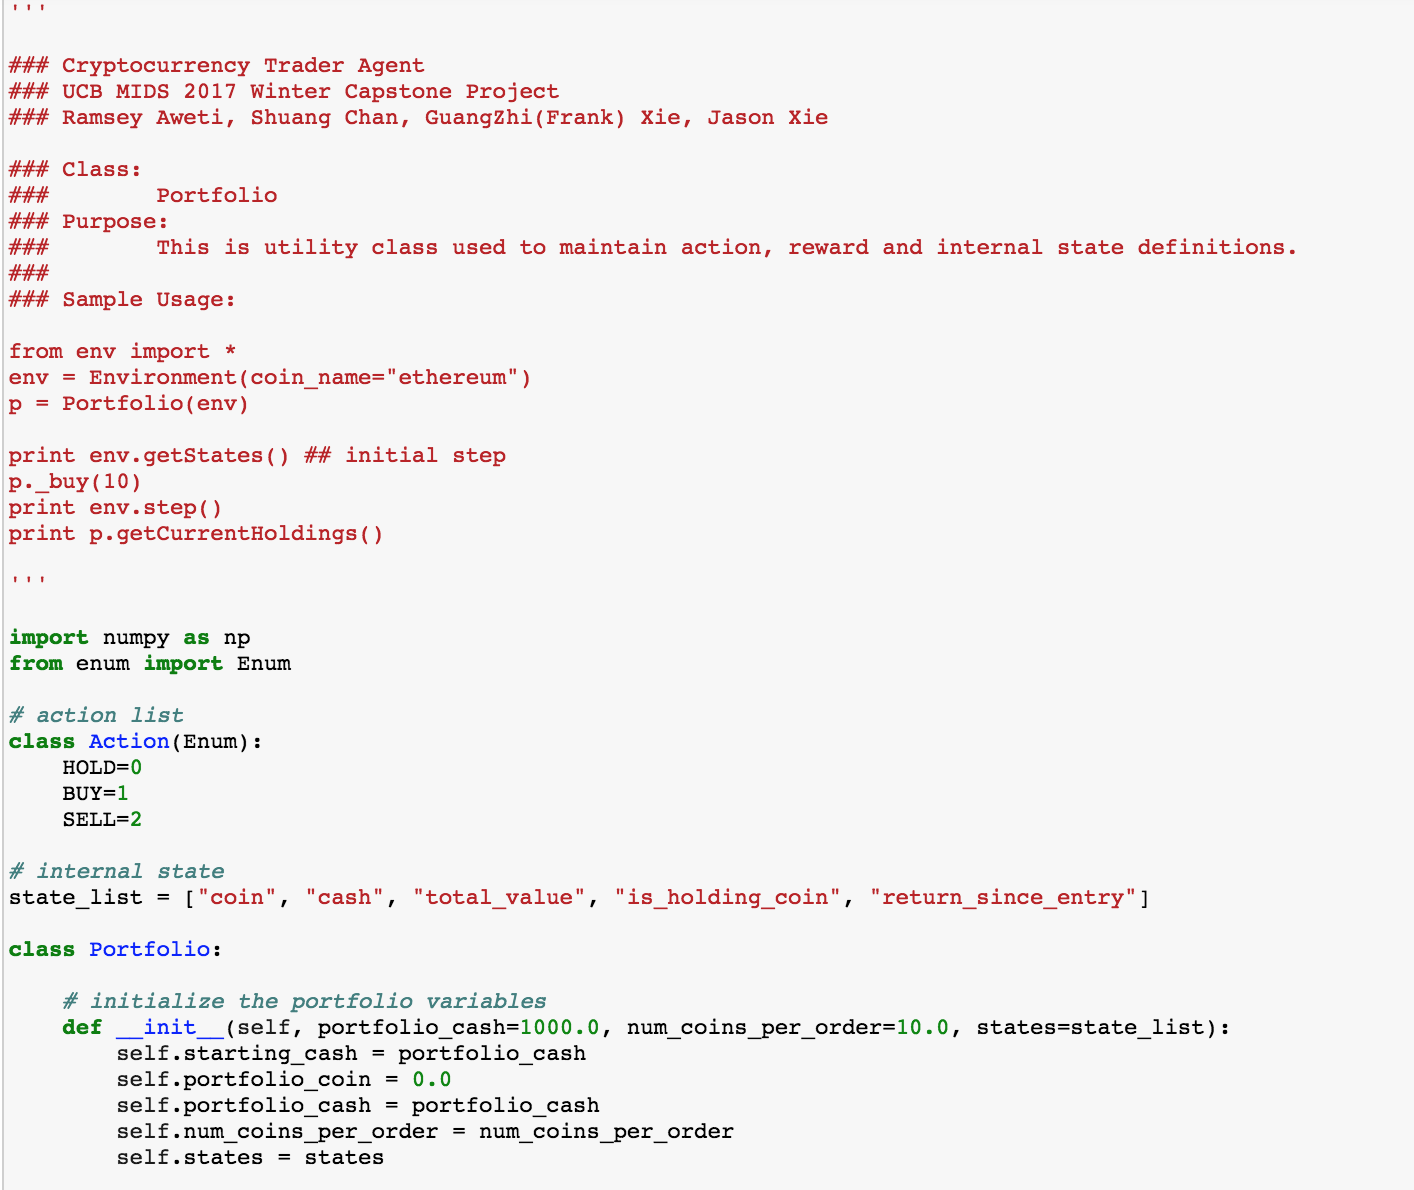 '''
### Cryptocurrency Trader Agent
### UCB MIDS 2017 Winter Capstone Project
### Ramsey Aweti, Shuang Chan, GuangZhi(Frank) Xie, Jason Xie
### Class:
###        Portfolio
### Purpose:
###        This is utility class used to maintain action, reward and internal state definitions.
###
### Sample Usage:
from env import *
env = Environment(coin_name="ethereum")
p = Portfolio(env)
print env.getStates() ## initial step
p._buy(10)
print env.step()
print p.getCurrentHoldings()
'''
import numpy as np
from enum import Enum
# action list
class Action(Enum):
    HOLD=0
    BUY=1
    SELL=2
# internal state
state_list = ["coin", "cash", "total_value", "is_holding_coin", "return_since_entry"]
class Portfolio:
    # initialize the portfolio variables
    def __init__(self, portfolio_cash=1000.0, num_coins_per_order=10.0, states=state_list):
        self.starting_cash = portfolio_cash
        self.portfolio_coin = 0.0
        self.portfolio_cash = portfolio_cash
        self.num_coins_per_order = num_coins_per_order
        self.states = states